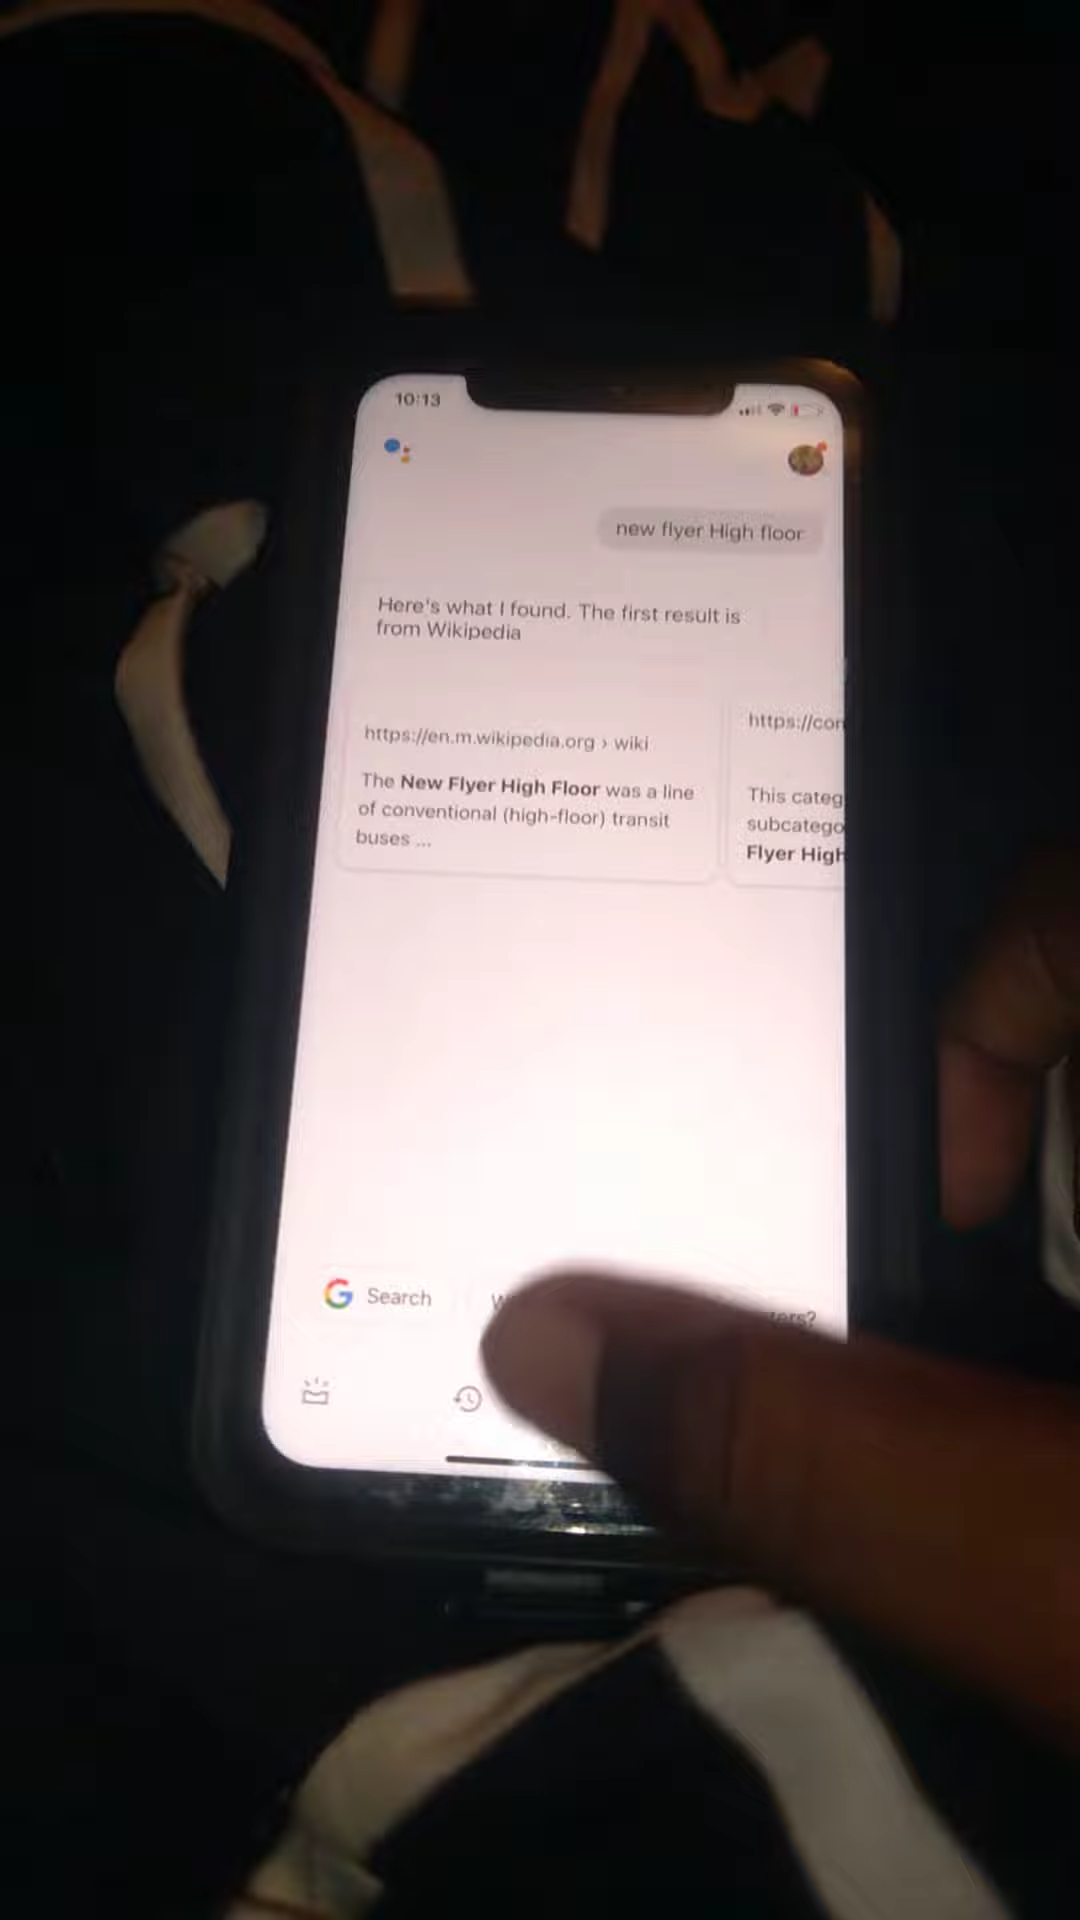 10:13
new flyer High floor
Here's what I found. The first result is
from Wikipedia
https://en.m.wikipedia.org › wiki
The New Flyer High Floor was a line
of conventional (high-floor) transit
buses ...
https://con
This categ
subcatego
Flyer High
Search